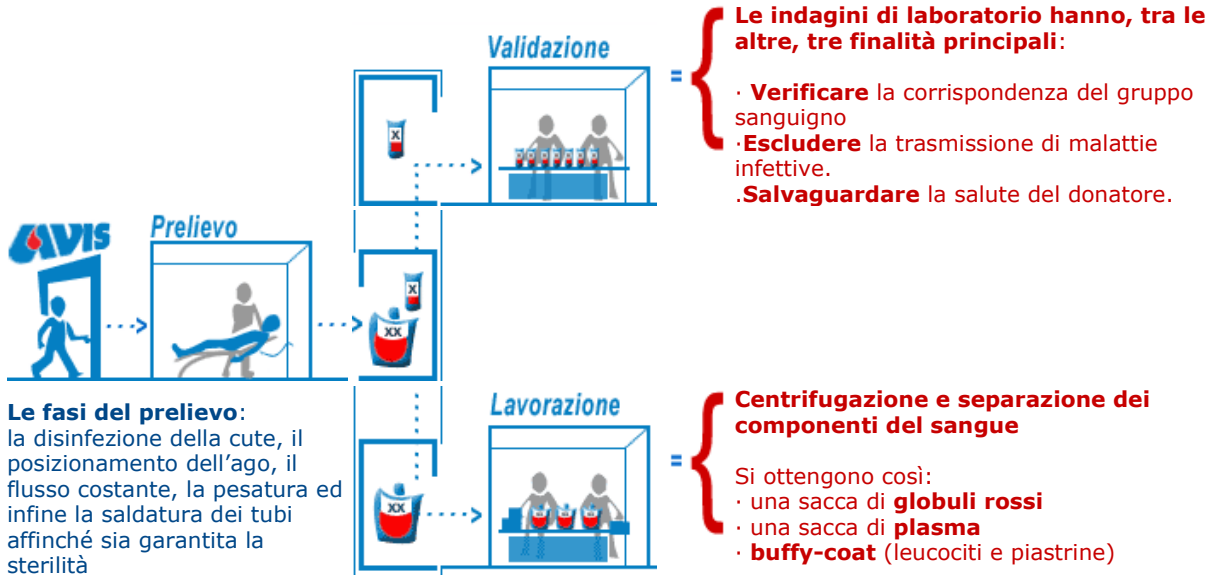 Le indagini di laboratorio hanno, tra le
altre, tre finalità principali:
· Verificare la corrispondenza del gruppo
sanguigno
·Escludere la trasmissione di malattie
infettive.
.Salvaguardare la salute del donatore.
Validazione
=
X
AVIS
Prelievo
X
XX
Le fasi del prelievo:
la disinfezione della cute, il
posizionamento dell'ago, il
flusso costante, la pesatura ed
infine la saldatura dei tubi
affinché sia garantita la
sterilità
XX
Lavorazione
=
XX XX XX
Centrifugazione e separazione dei
componenti del sangue
Si ottengono così:
· una sacca di globuli rossi
· una sacca di plasma
· buffy-coat (leucociti e piastrine)